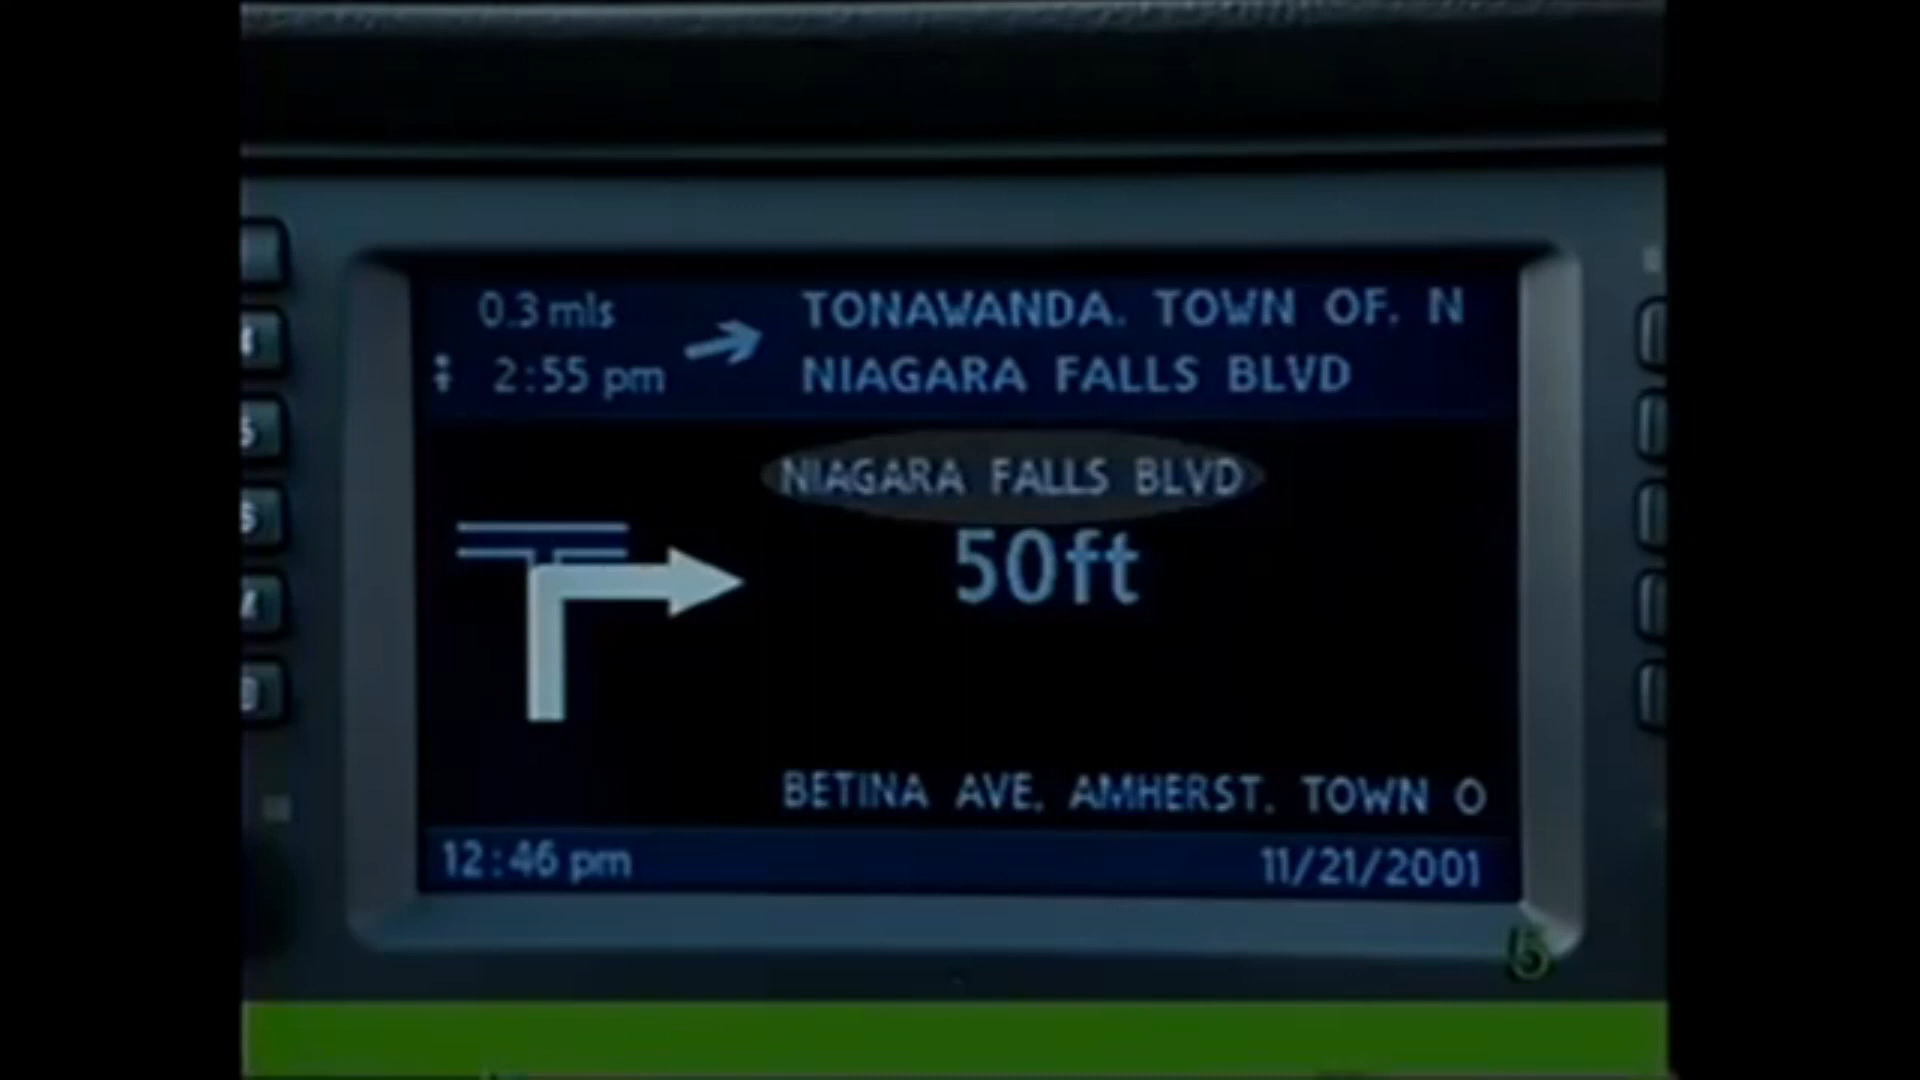 0.3 mls
2:55 pm
TONAWANDA. TOWN OF. N
NIAGARA FALLS BLVD
NIAGARA FALLS BLVD
50ft
BETINA AVE. AMHERST. TOWN O
12:46 pm
11/21/2001
5